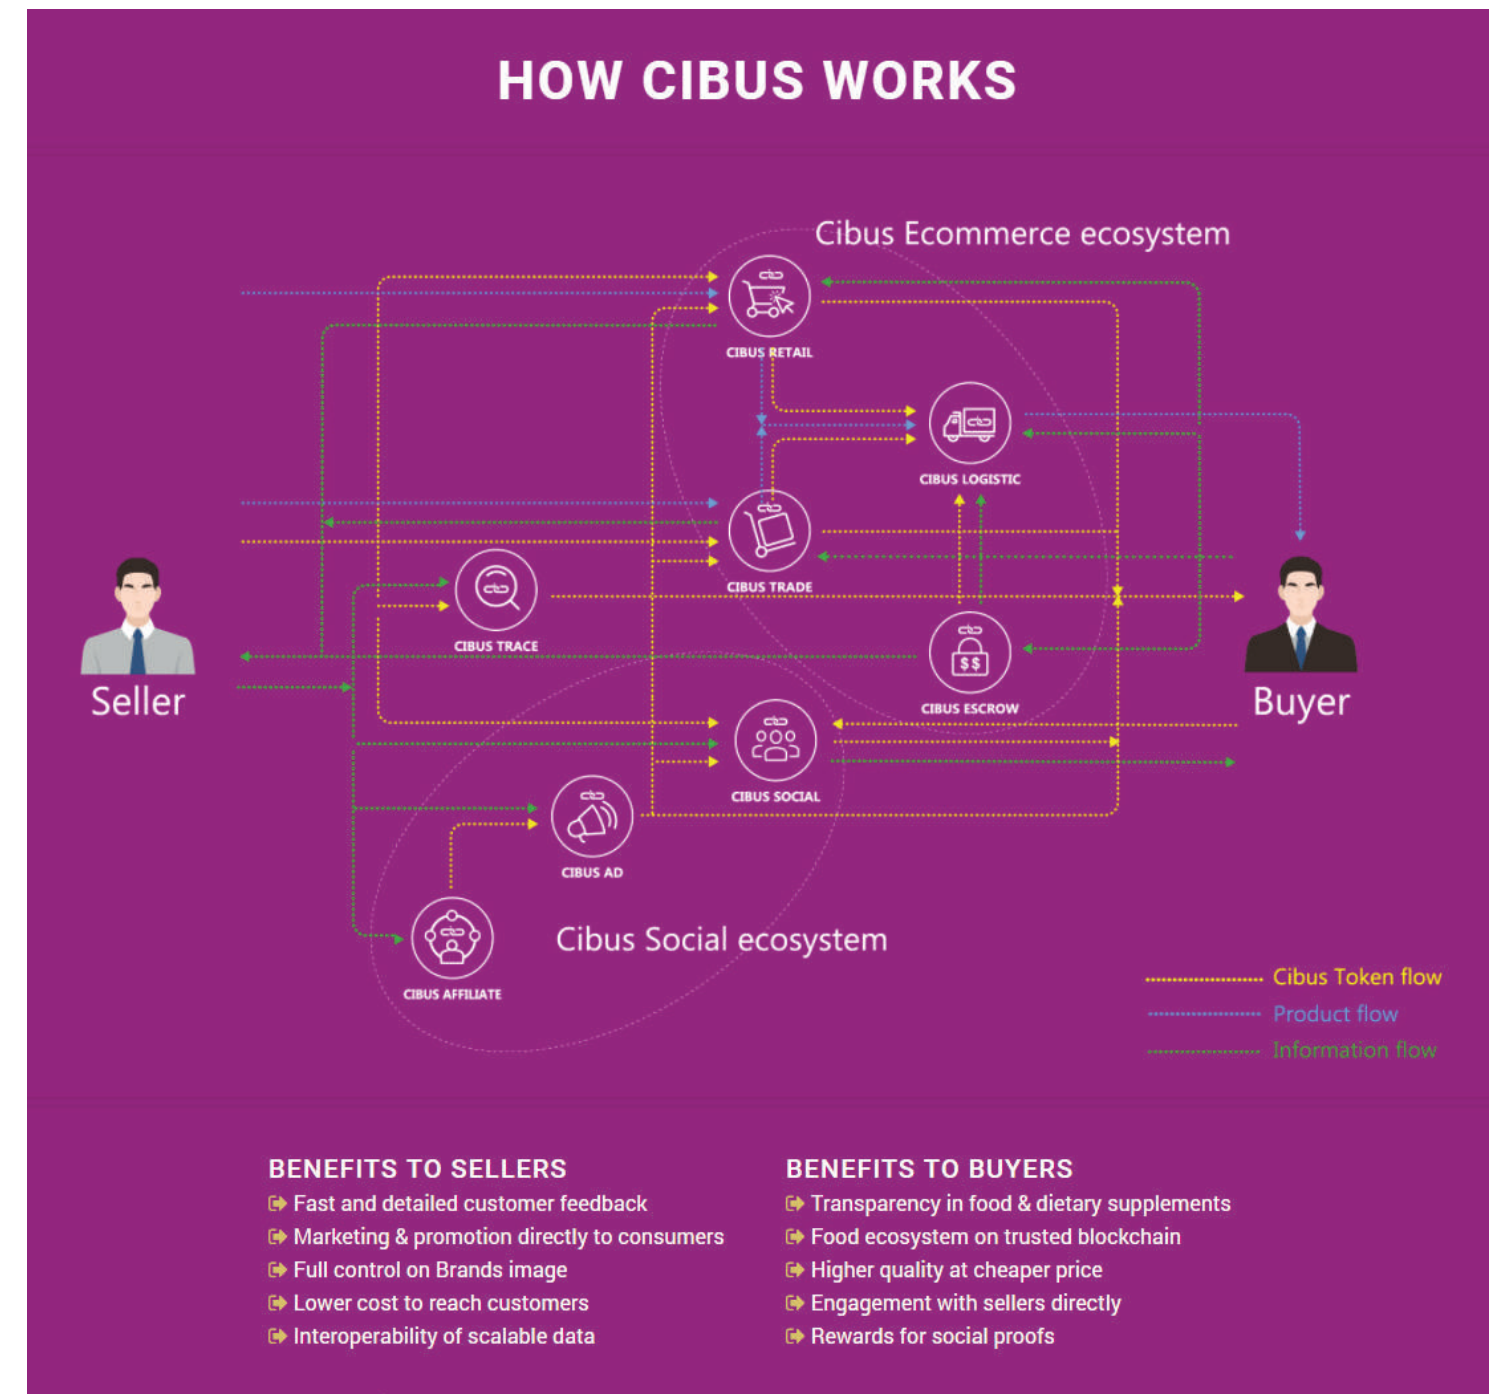 HOW CIBUS WORKS
Cibus Ecommerce ecosystem
CIBUS RETAIL
CIBUS LOGISTIC
CIBUS TRADE
CIBUS TRACE
Seller
$$
CIBUS ESCROW
Buyer
CIBUS SOCIAL
CIBUS AD
Cibus Social ecosystem
CIBUS AFFILIATE
Cibus Token flow
Product flow
Information flow
BENEFITS TO SELLERS
Fast and detailed customer feedback
Marketing & promotion directly to consumers
Full control on Brands image
Lower cost to reach customers
Interoperability of scalable data
BENEFITS TO BUYERS
Transparency in food & dietary supplements
Food ecosystem on trusted blockchain
Higher quality at cheaper price
Engagement with sellers directly
Rewards for social proofs